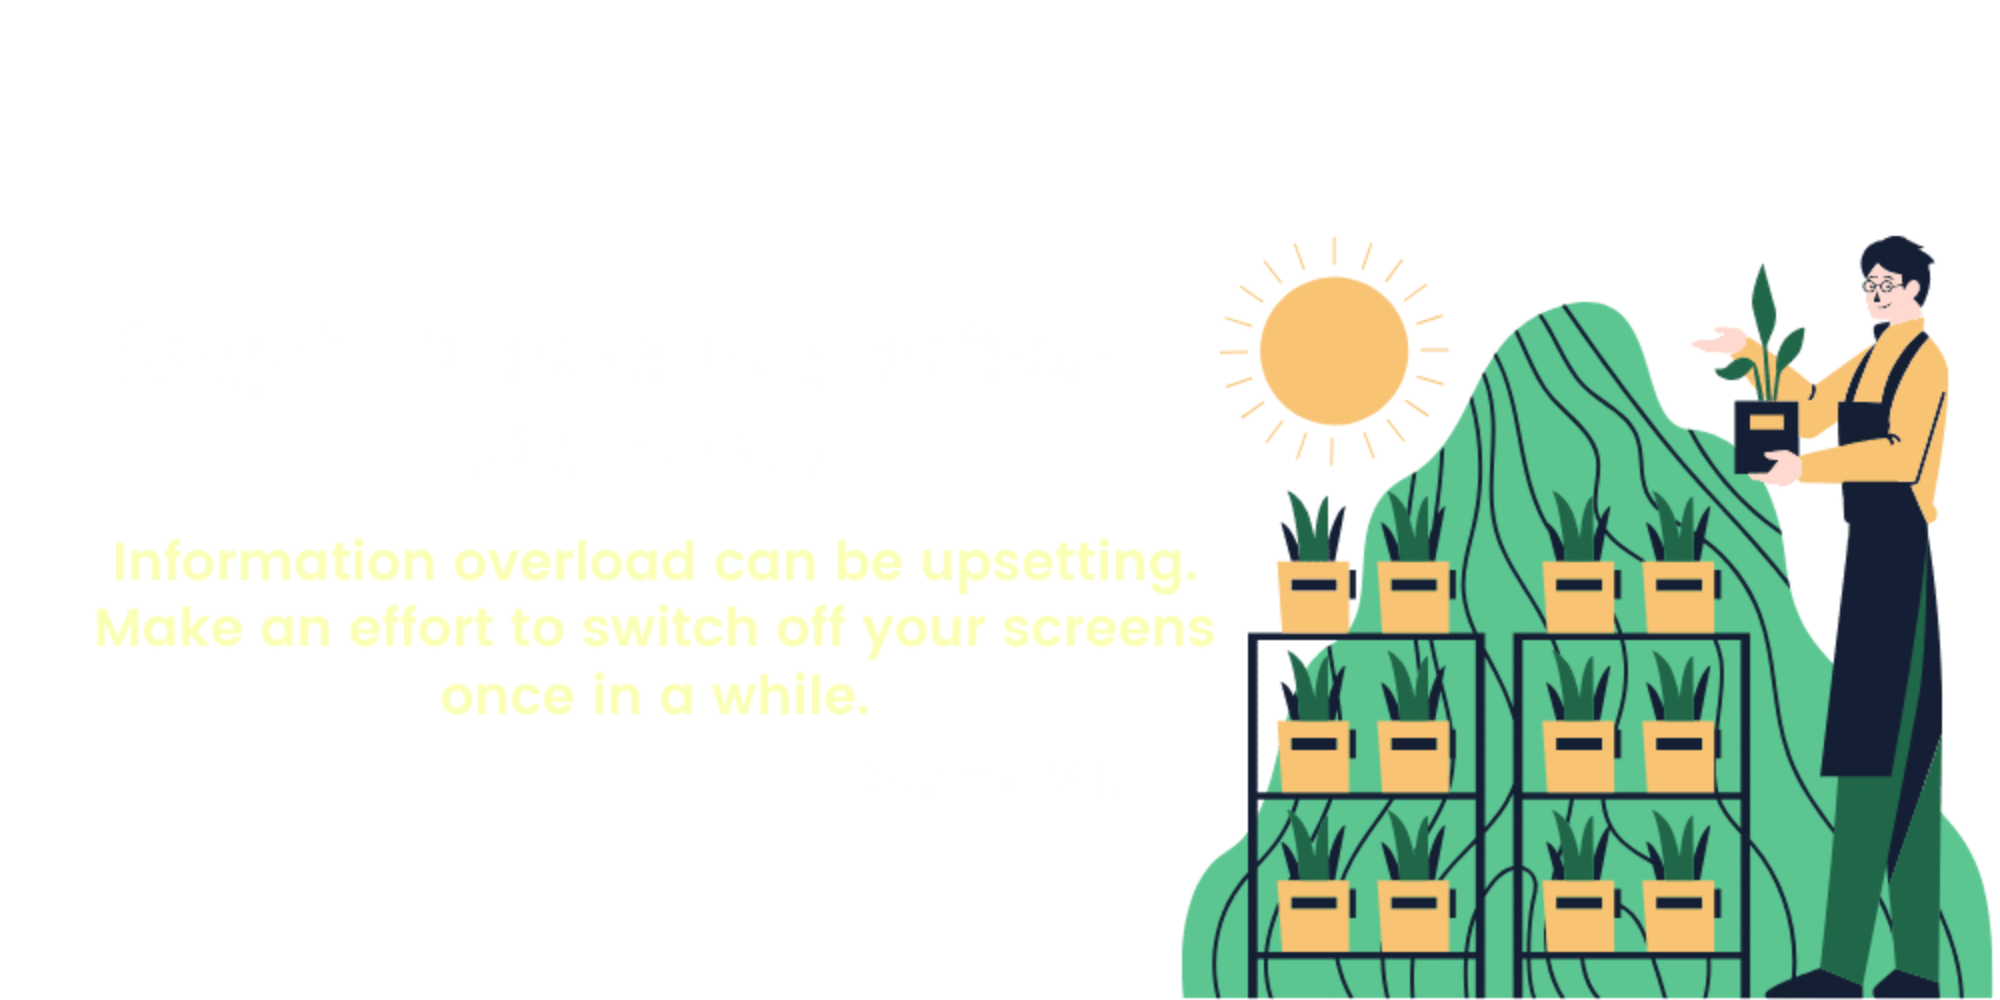 Information overload can be upsetting.
Make an effort to switch off your screens
once in a while.